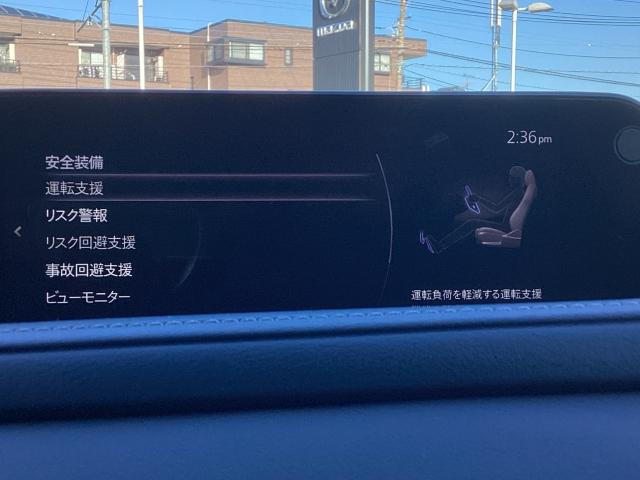 2:36pm
安全装備
運転支援
リスク警報
リスク回避支援
事故回避支援
ビューモニター
運転負荷を軽減する運転支援